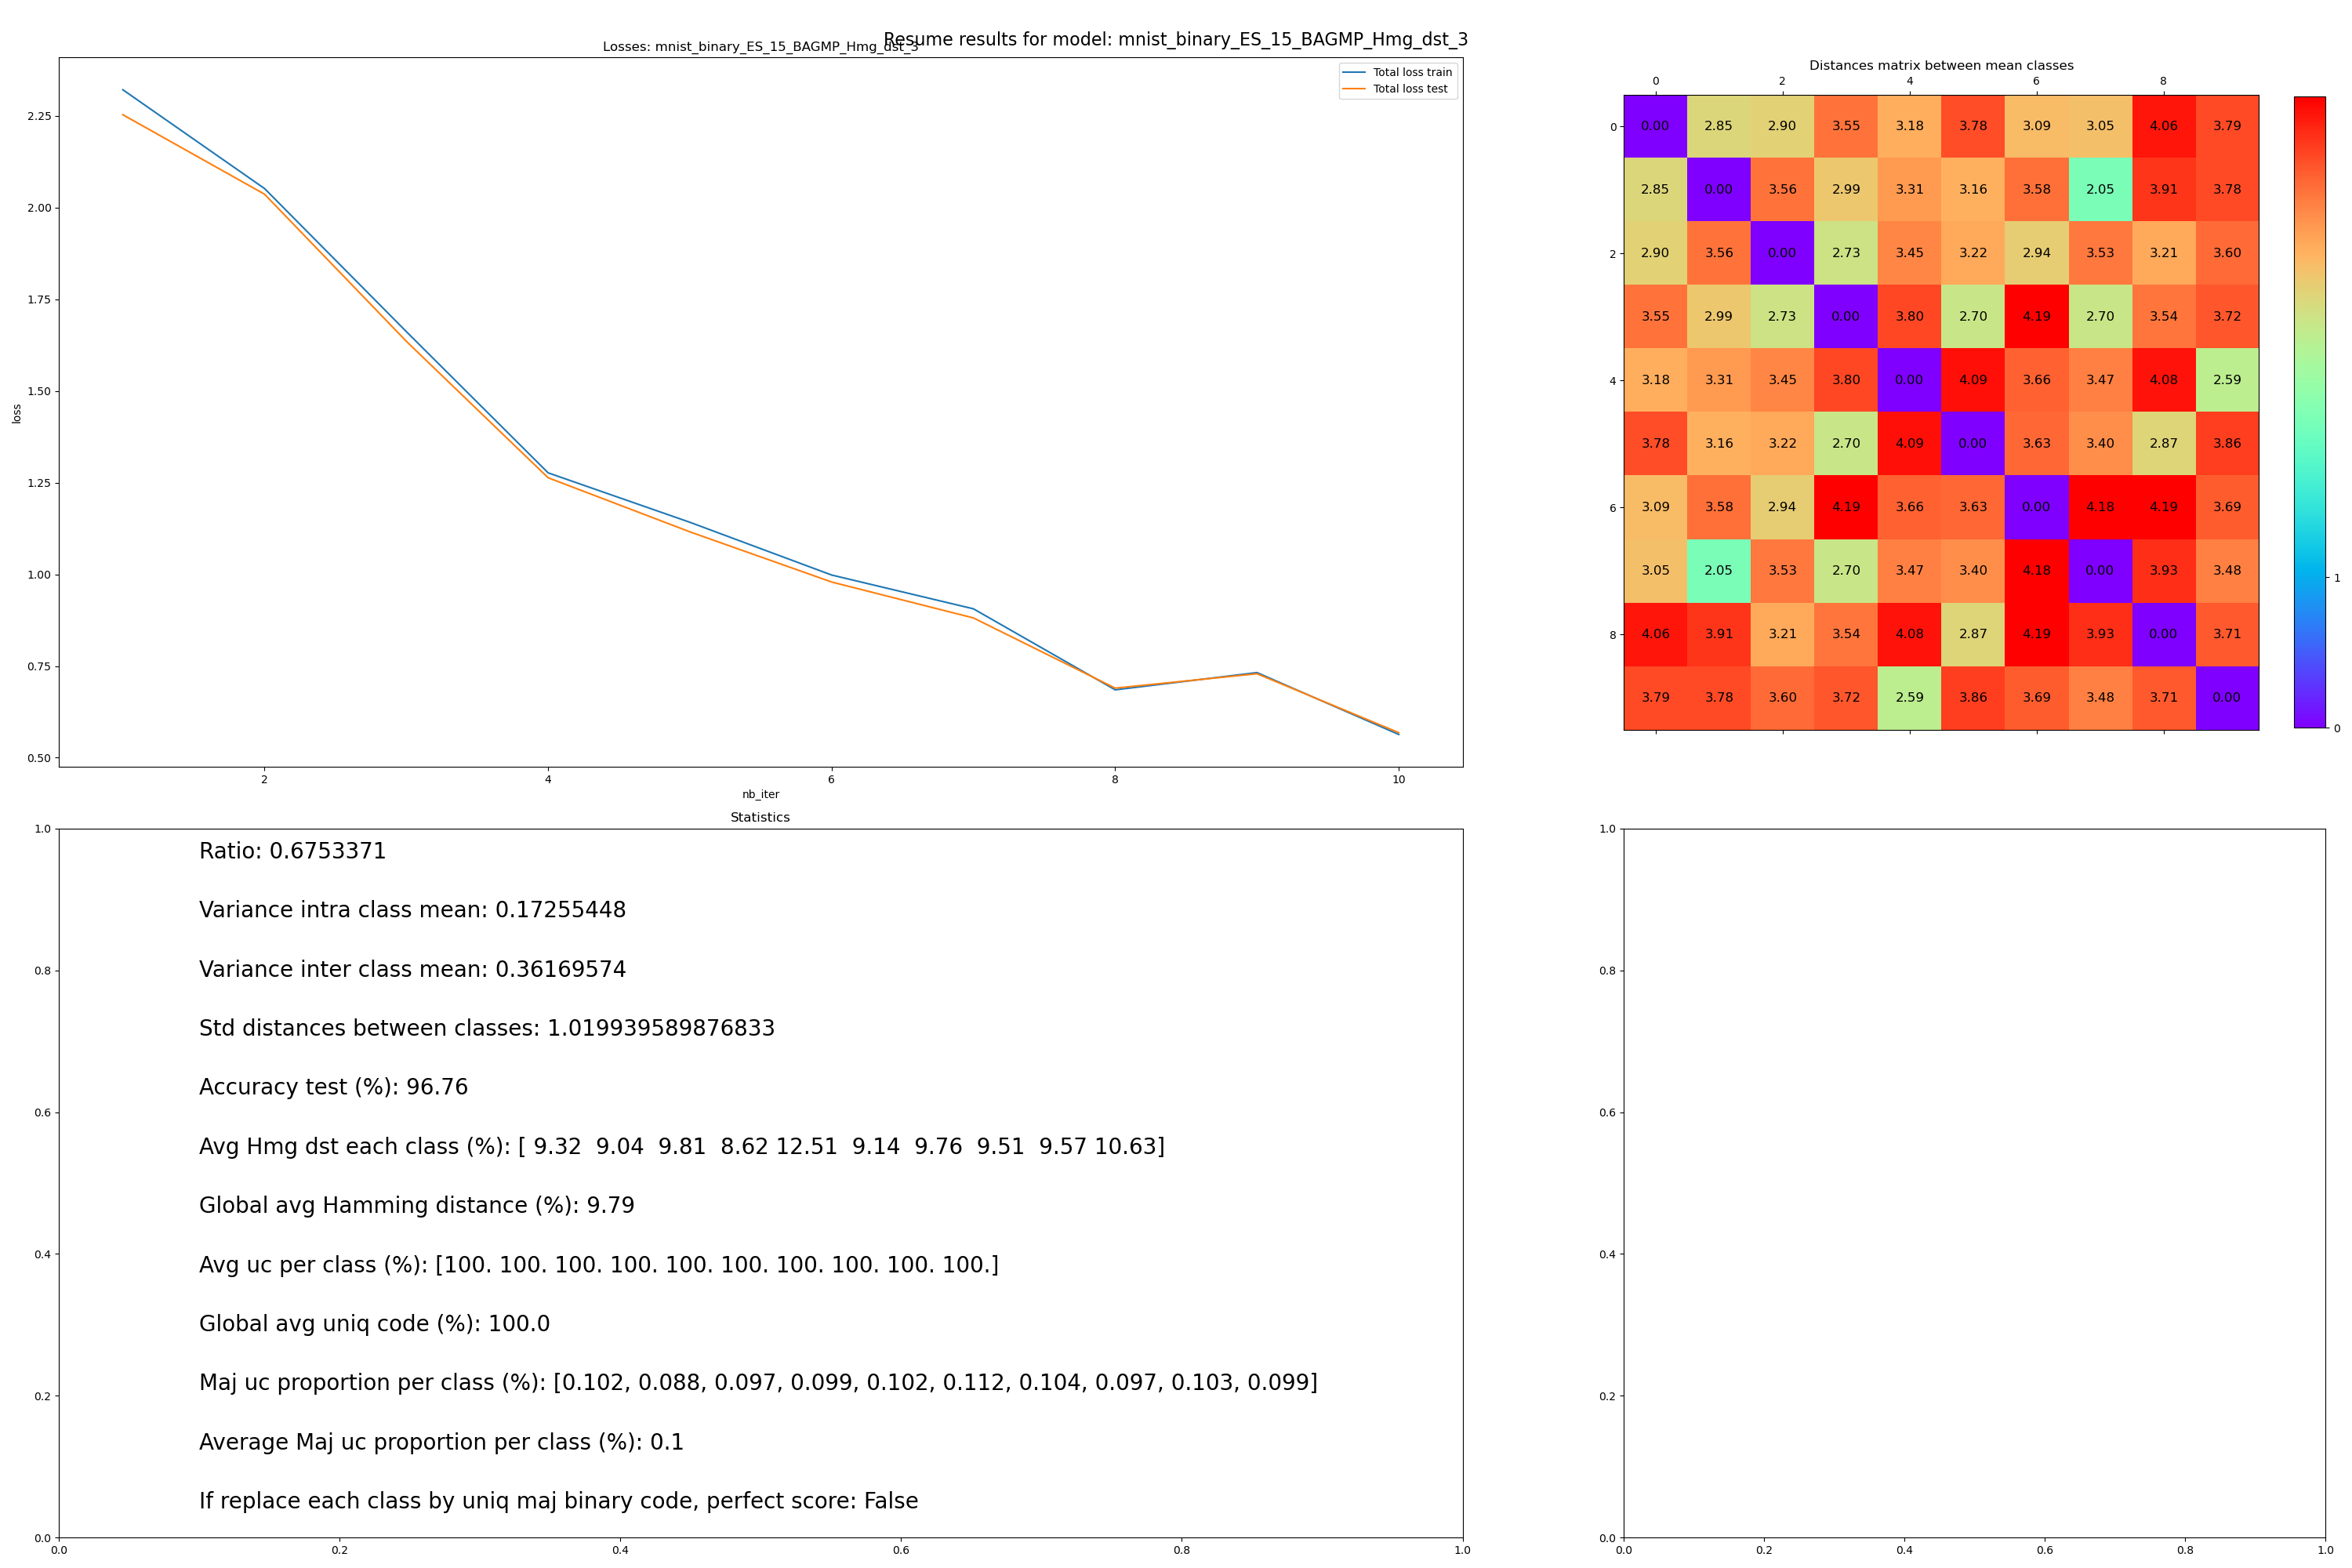 Resume results for model: mnist_binary_ES_15_BAGMP_Hmg_dst_3
Losses: mnist_binary_ES_15_BAGMP_Hmg_dst_3
Total loss train
Total loss test
2.25
2.00
1.75
1.50
1.25
1.00
0.75
0.50
loss
2 4 6 8 10
nb_iter
Distances matrix between mean classes
0 2 4 6 8
0 0.00 2.85 2.90 3.55 3.18 3.78 3.09 3.05 4.06 3.79
2.85 0.00 3.56 2.99 3.31 3.16 3.58 2.05 3.91 3.78
2 2.90 3.56 0.00 2.73 3.45 3.22 2.94 3.53 3.21 3.60
3.55 2.99 2.73 0.00 3.80 2.70 4.19 2.70 3.54 3.72
4 3.18 3.31 3.45 3.80 0.00 4.09 3.66 3.47 4.08 2.59
3.78 3.16 3.22 2.70 4.09 0.00 3.63 3.40 2.87 3.86
6 3.09 3.58 2.94 4.19 3.66 3.63 0.00 4.18 4.19 3.69
3.05 2.05 3.53 2.70 3.47 3.40 4.18 0.00 3.93 3.48
8 4.06 3.91 3.21 3.54 4.08 2.87 4.19 3.93 0.00 3.71
3.79 3.78 3.60 3.72 2.59 3.86 3.69 3.48 3.71 0.00
1
0
Statistics
1.0
0.8
0.6
0.4
0.2
0.0
Ratio: 0.6753371
Variance intra class mean: 0.17255448
Variance inter class mean: 0.36169574
Std distances between classes: 1.019939589876833
Accuracy test (%): 96.76
Avg Hmg dst each class (%): [ 9.32 9.04 9.81 8.62 12.51 9.14 9.76 9.51 9.57 10.63]
Global avg Hamming distance (%): 9.79
Avg uc per class (%): [100. 100. 100. 100. 100. 100. 100. 100. 100. 100.]
Global avg uniq code (%): 100.0
Maj uc proportion per class (%): [0.102, 0.088, 0.097, 0.099, 0.102, 0.112, 0.104, 0.097, 0.103, 0.099]
Average Maj uc proportion per class (%): 0.1
If replace each class by uniq maj binary code, perfect score: False
0.0 0.2 0.4 0.6 0.8 1.0
1.0
0.8
0.6
0.4
0.2
0.0
0.0 0.2 0.4 0.6 0.8 1.0